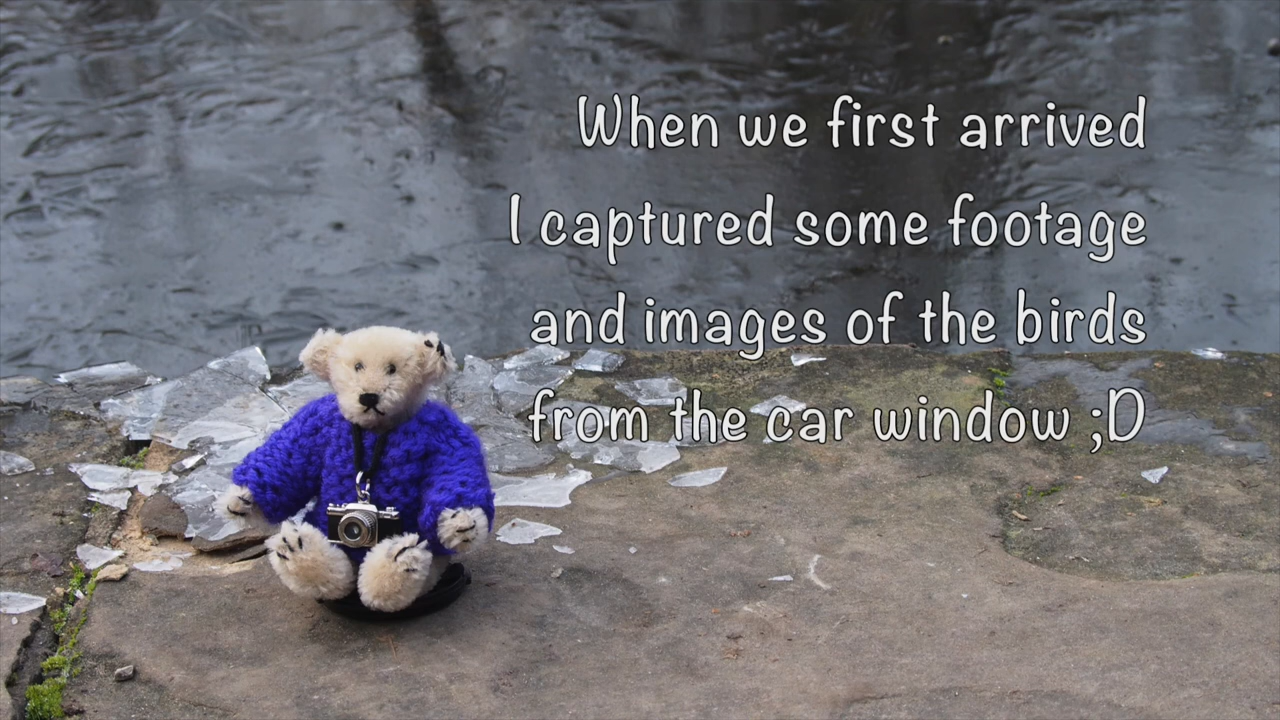 When we first arrived
I captured some footage
and images of the birds
from the car window ;D